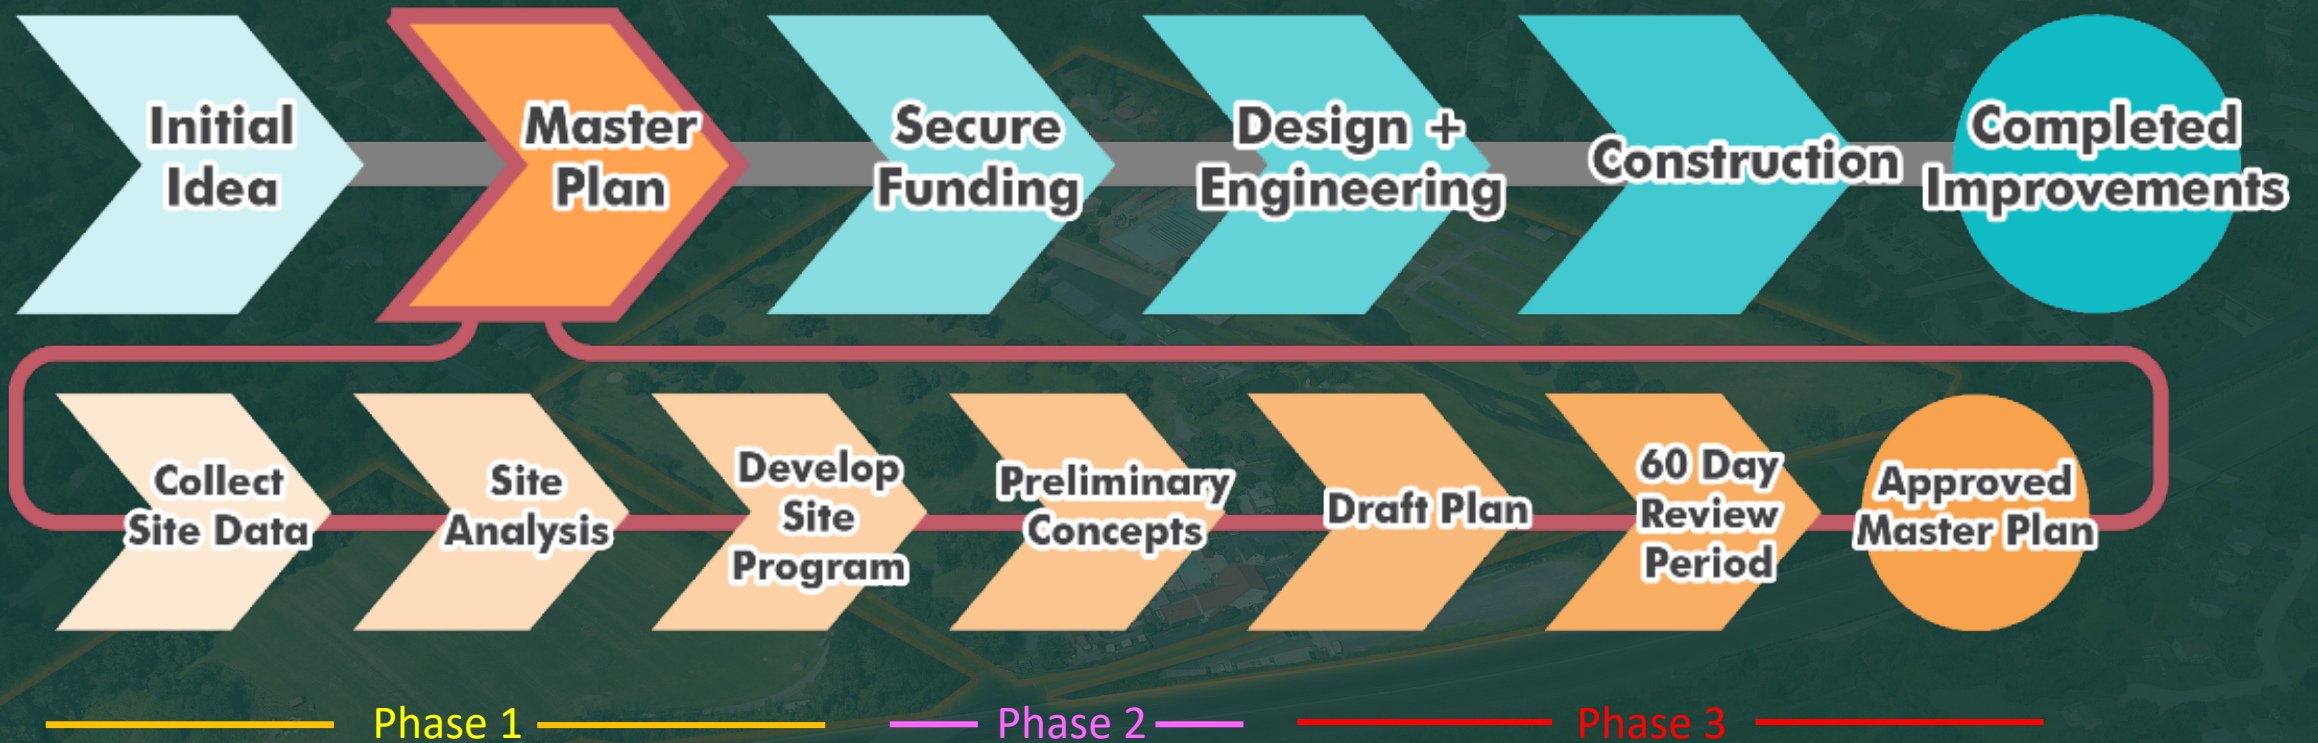 Initial
Idea
Master
Plan
Secure
Funding
Design +
Engineering
Construction
Completed
Improvements
Collect
Site Data
Site
Analysis
Develop
Site
Program
Preliminary
Concepts
Draft Plan
60 Day
Review
Period
Approved
Master Plan
Phase 1
Phase 2
Phase 3